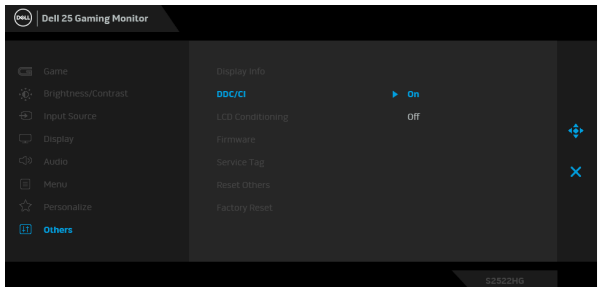 DELL
Dell 25 Gaming Monitor
Game
Display Info
Brightness/Contrast
DDC/CI
On
Input Source
LCD Conditioning
Off
Display
Firmware
Audio
Service Tag
Menu
Reset Others
Personalize
Factory Reset
Others
S2522HG